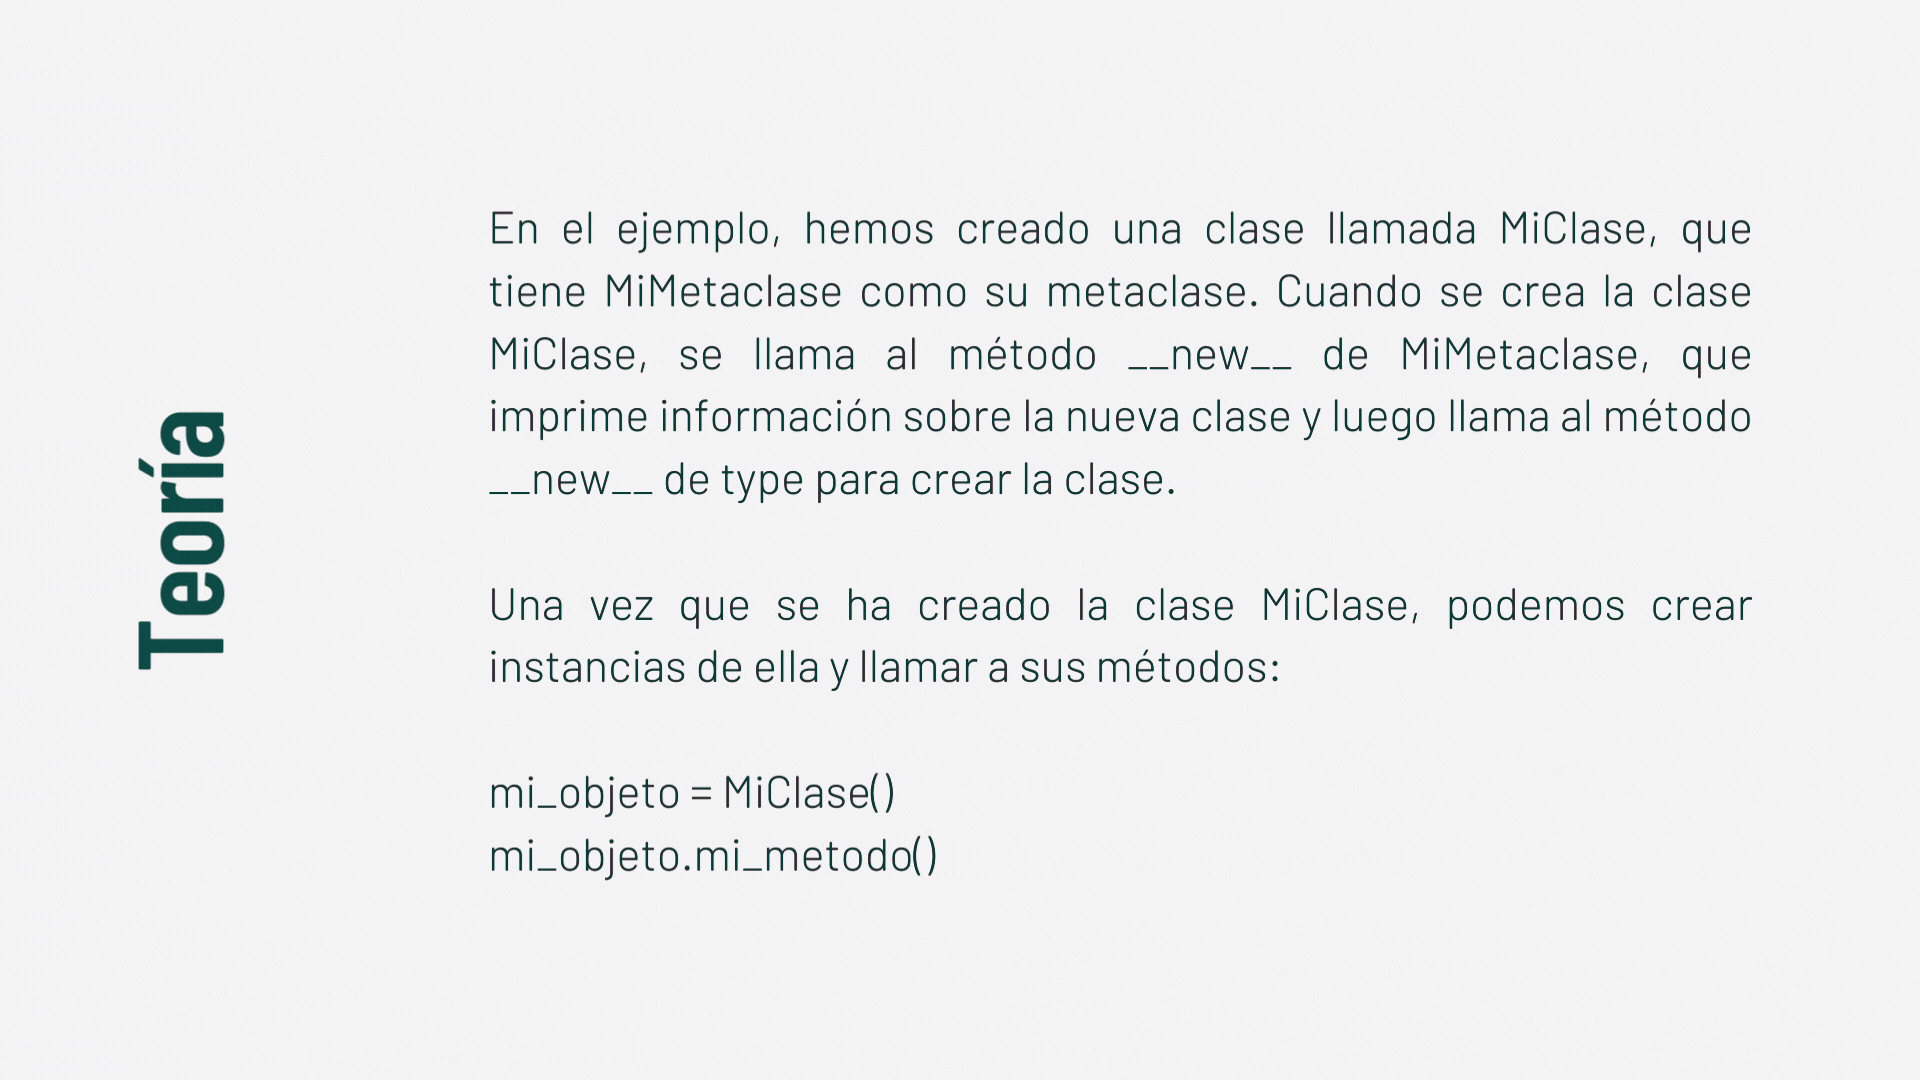 Teoría
En el ejemplo, hemos creado una clase llamada MiClase, que
tiene MiMetaclase como su metaclase. Cuando se crea la clase
MiClase, se llama al método __new__ de MiMetaclase, que
imprime información sobre la nueva clase y luego llama al método
__new__ de type para crear la clase.
Una vez que se ha creado la clase MiClase, podemos crear
instancias de ella y llamar a sus métodos:
mi_objeto = MiClase()
mi_objeto.mi_metodo()